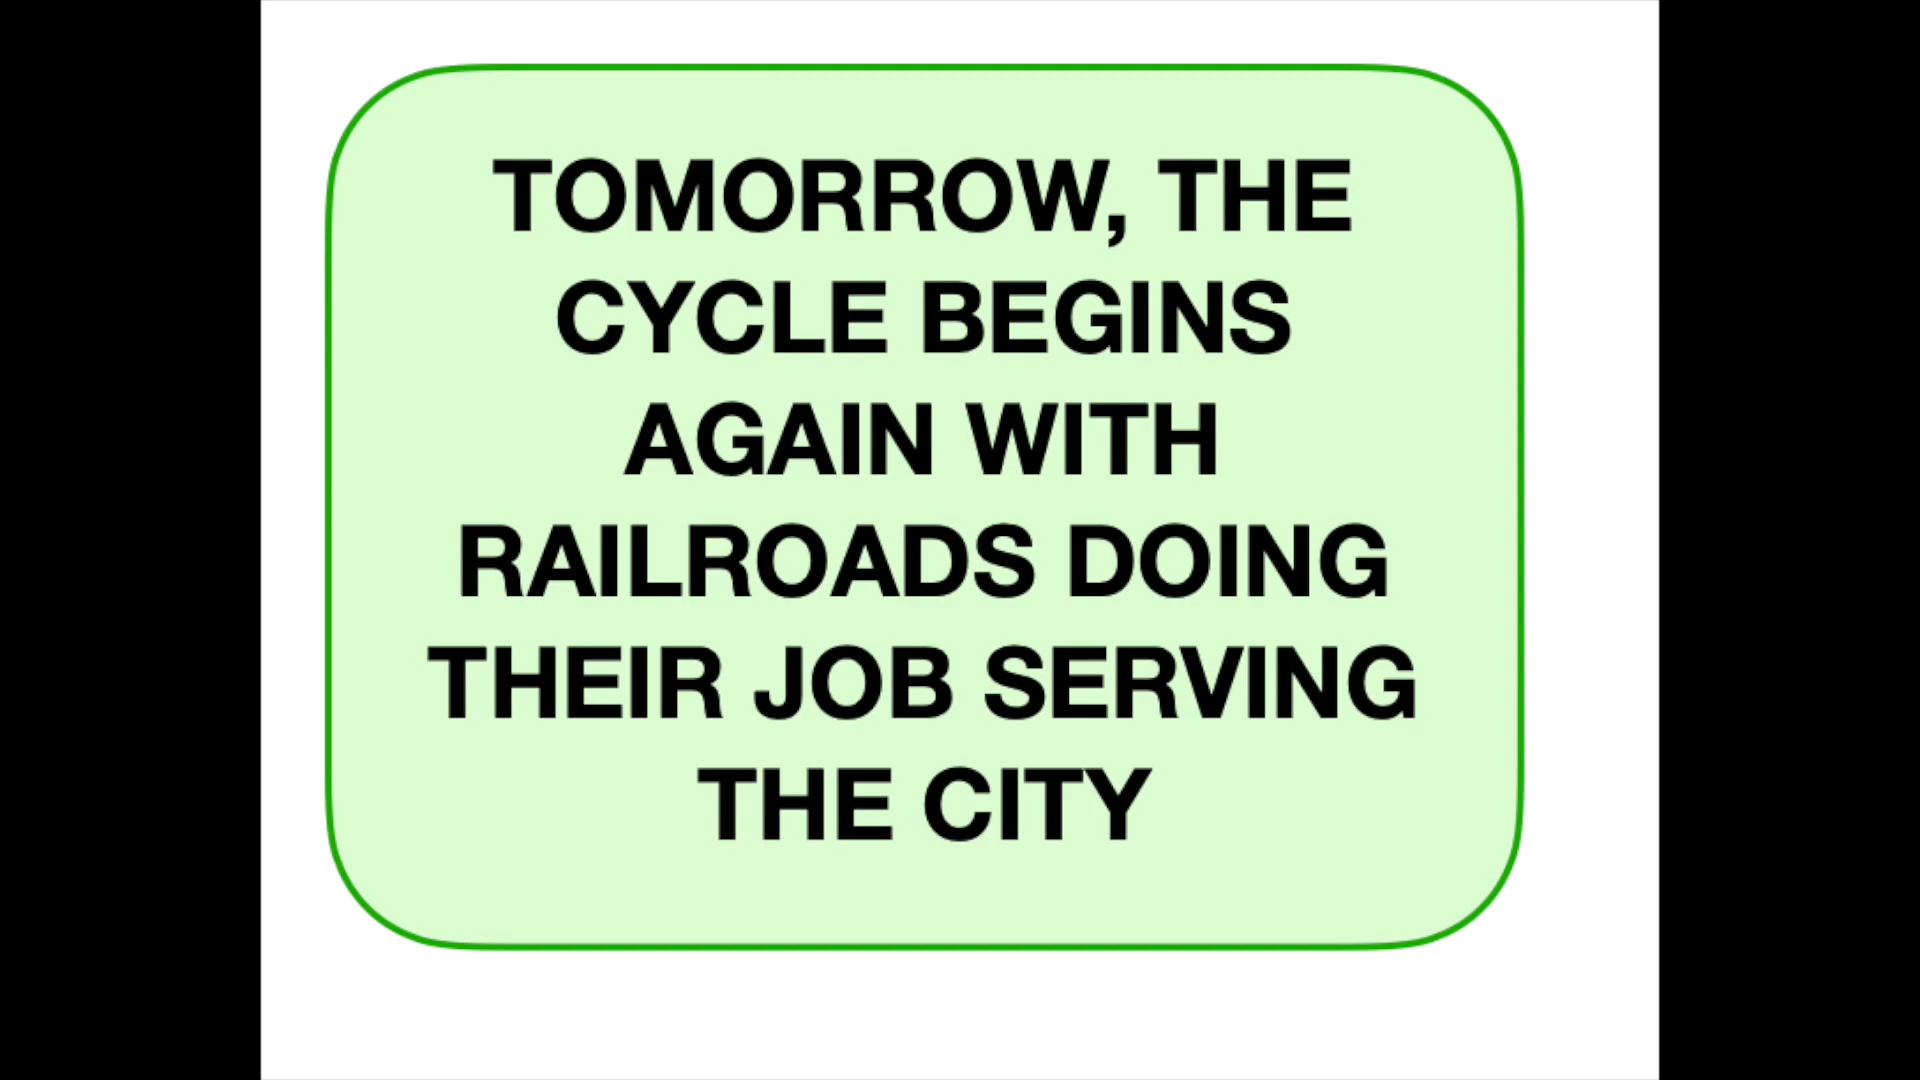 TOMORROW, THE
CYCLE BEGINS
AGAIN WITH
RAILROADS DOING
THEIR JOB SERVING
THE CITY